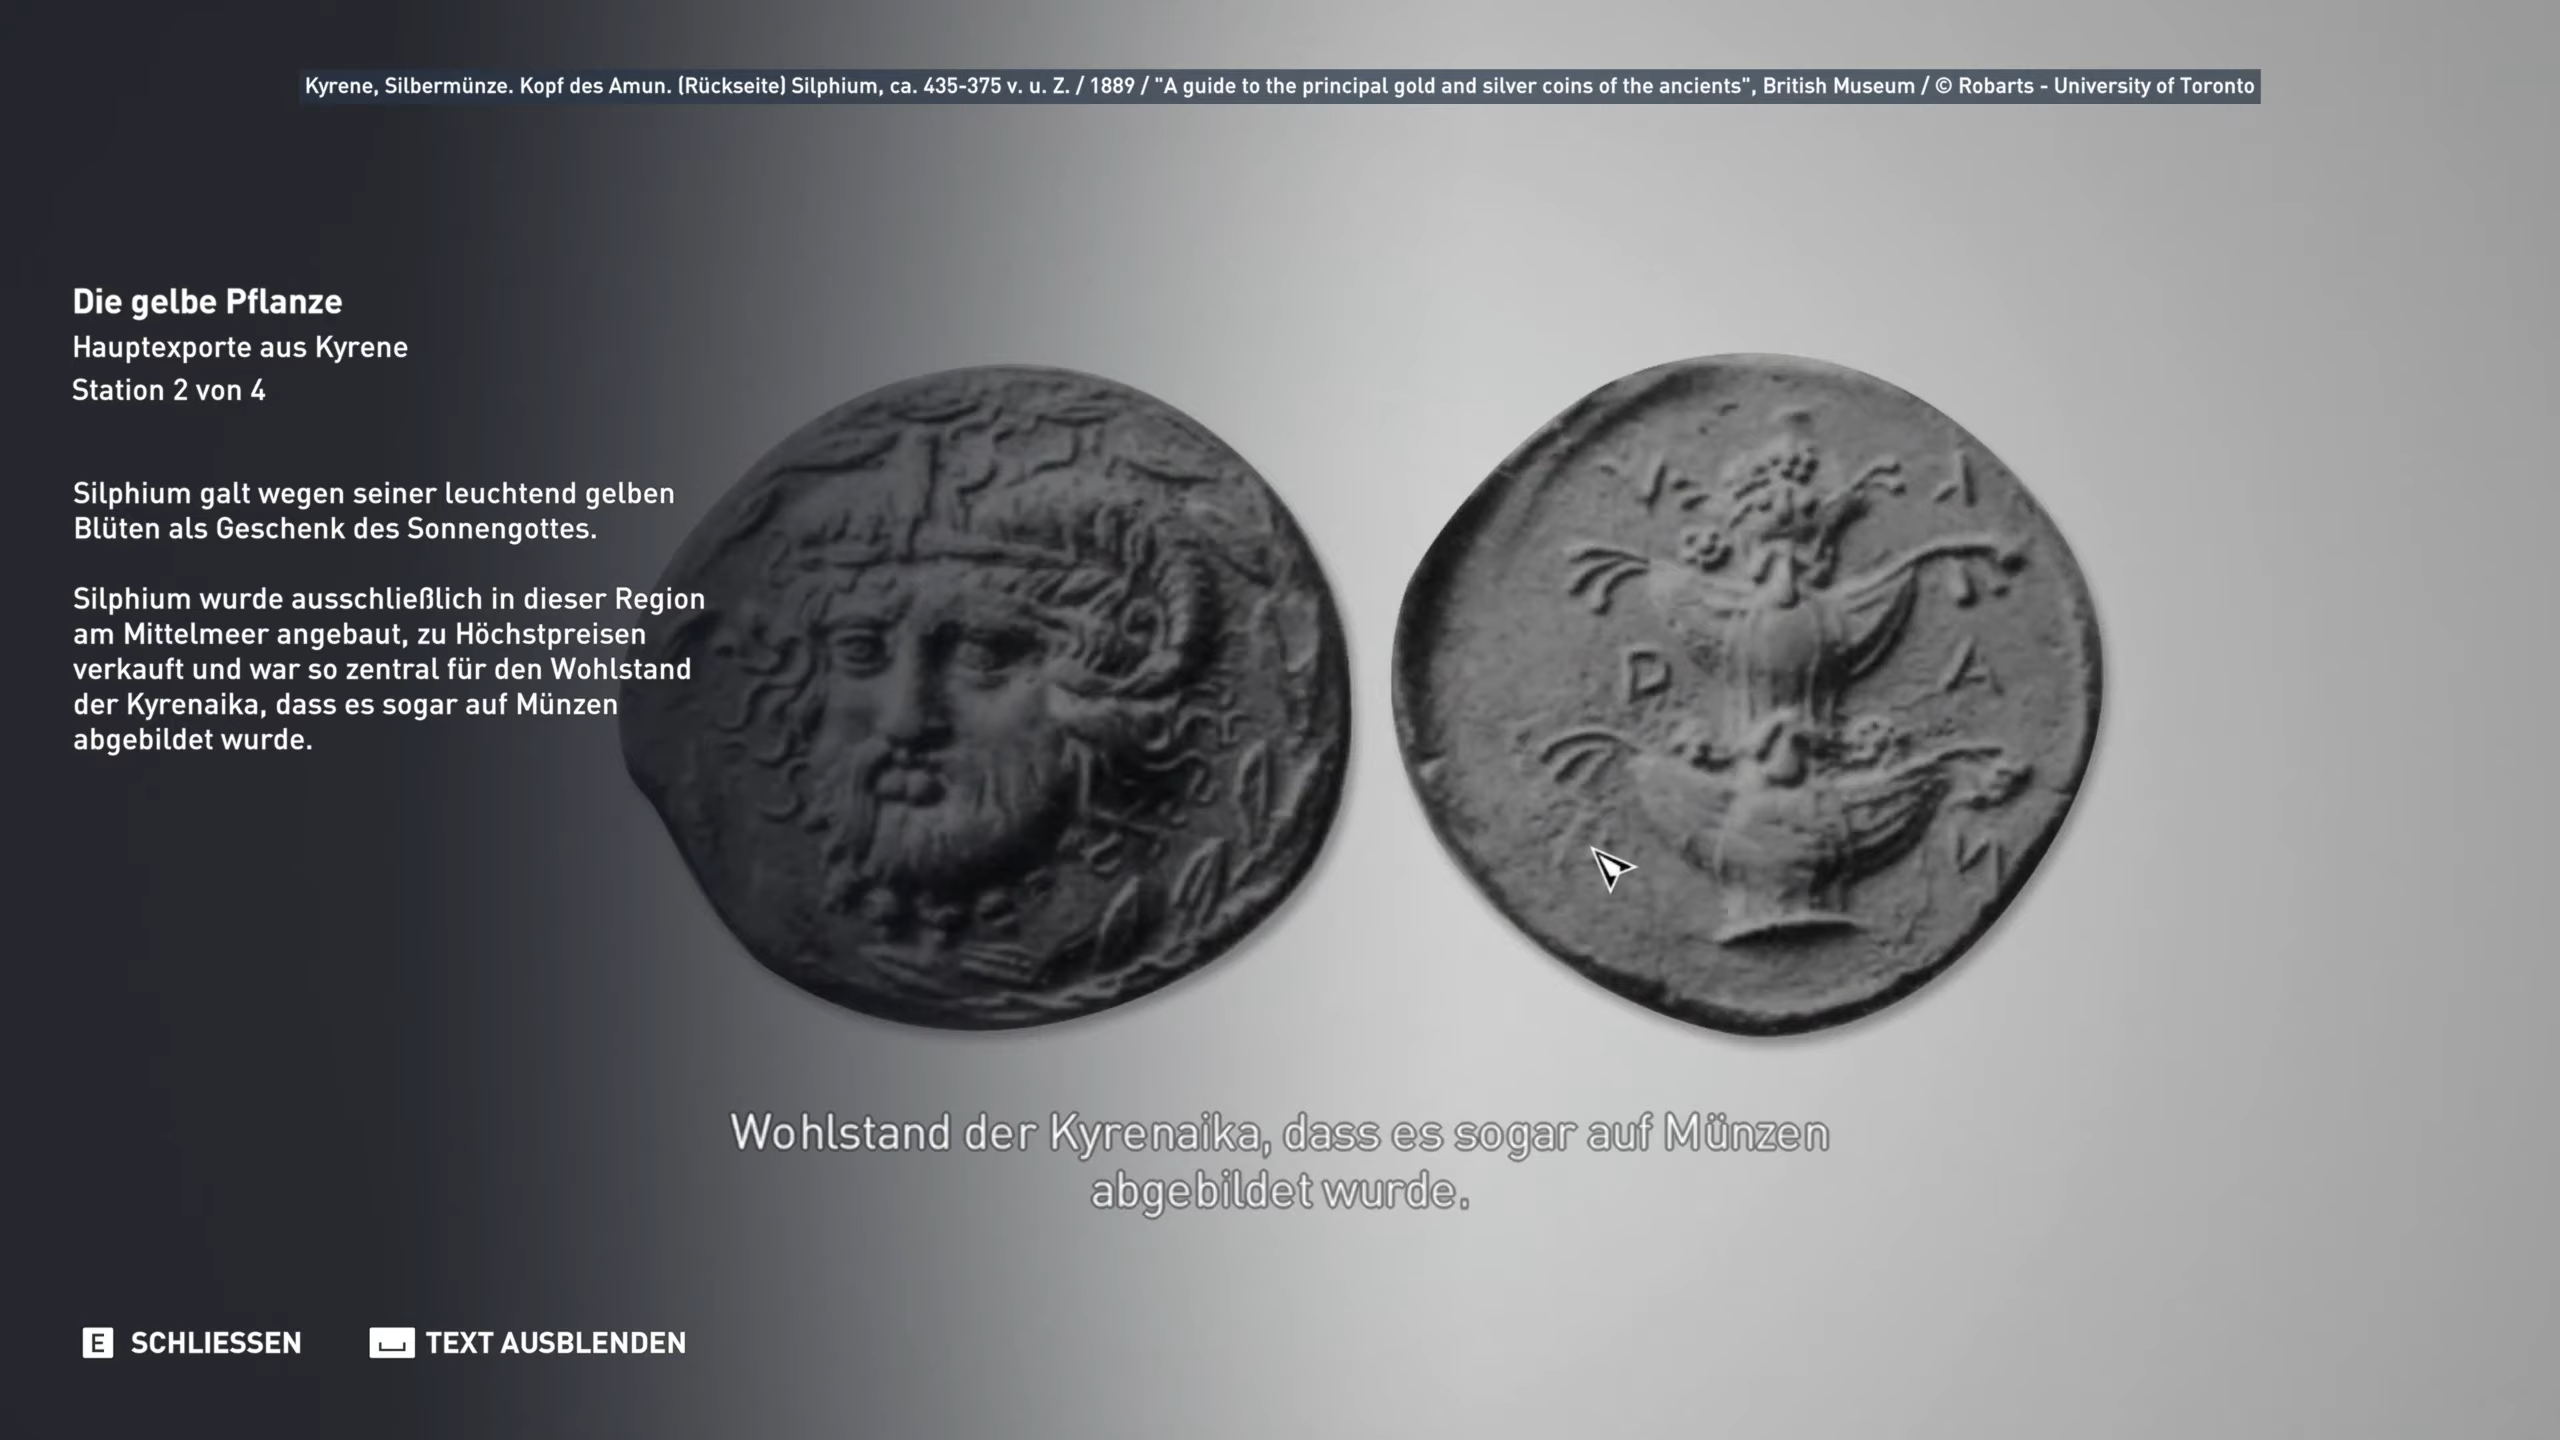 Kyrene, Silbermünze. Kopf des Amun. (Rückseite) Silphium, ca. 435-375 v. u. Z. / 1889 / "A guide to the principal gold and silver coins of the ancients", British Museum / © Robarts - University of Toronto
Die gelbe Pflanze
Hauptexporte aus Kyrene
Station 2 von 4
Silphium galt wegen seiner leuchtend gelben
Blüten als Geschenk des Sonnengottes.
Silphium wurde ausschließlich in dieser Region
am Mittelmeer angebaut, zu Höchstpreisen
verkauft und war so zentral für den Wohlstand
der Kyrenaika, dass es sogar auf Münzen
abgebildet wurde.
Wohlstand der Kyrenaika, dass es sogar auf Münzen
abgebildet wurde.
E SCHLIESSEN
TEXT AUSBLENDEN